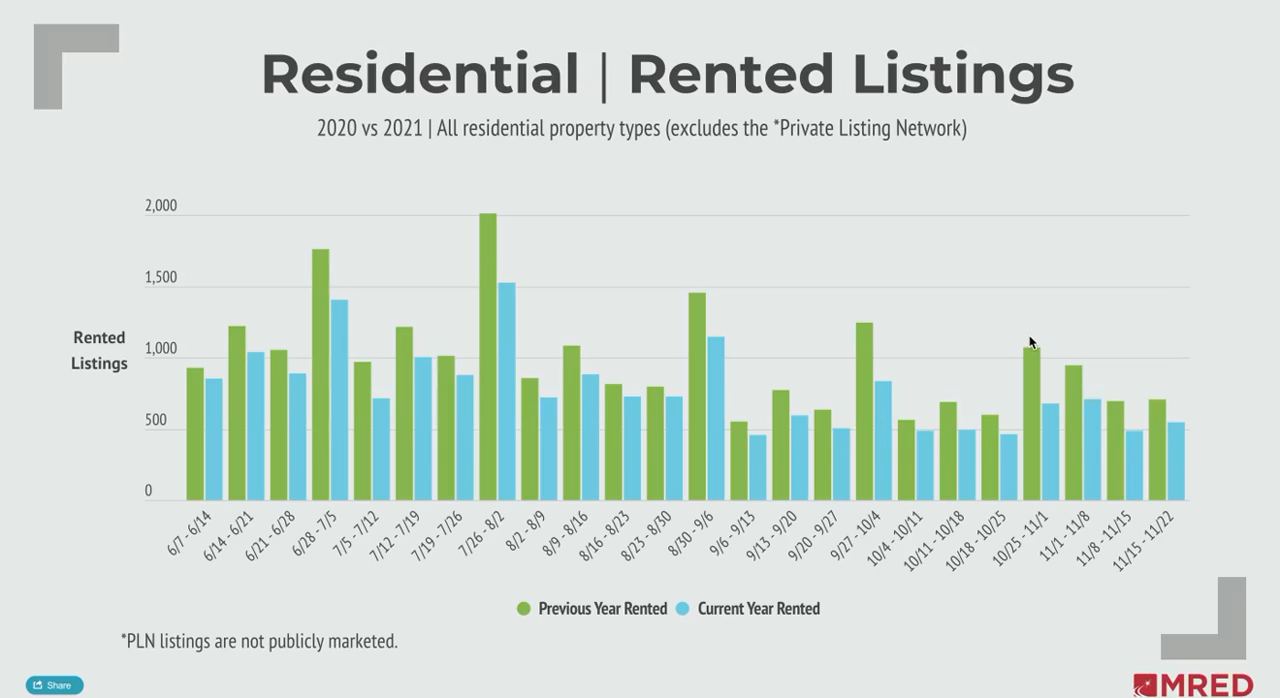 Residential | Rented Listings
2020 vs 2021 | All residential property types (excludes the *Private Listing Network)
2,000
1,500
1,000
500
0
Rented
Listings
6/7 - 6/14
6/14 - 6/21
6/21 - 6/28
6/28 - 7/5
7/5 - 7/12
7/12 - 7/19
7/19 - 7/26
7/26 - 8/2
8/2 - 8/9
8/9 - 8/16
8/16 - 8/23
8/23 - 8/30
8/30 - 9/6
9/6 - 9/13
9/13 - 9/20
9/20 - 9/27
9/27 - 10/4
10/4 - 10/11
10/11 - 10/18
10/18 - 10/25
10/25 - 11/1
11/1 - 11/8
11/8 - 11/15
11/15 - 11/22
Previous Year Rented
Current Year Rented
*PLN listings are not publicly marketed.
Share
MRED